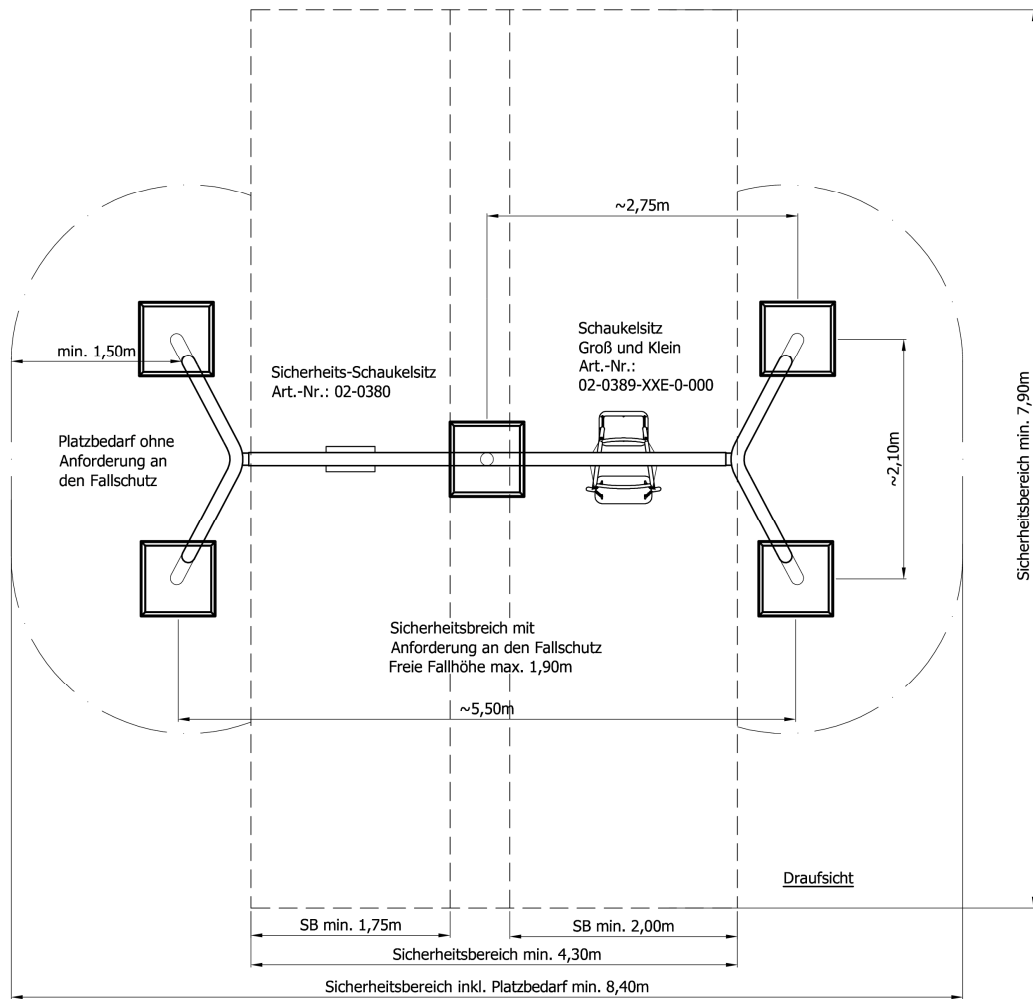 ~2,75m
Schaukelsitz
Groß und Klein
Art.-Nr.:
02-0389-XXE-0-000
min. 1,50m
Sicherheits-Schaukelsitz
Art.-Nr.: 02-0380
Platzbedarf ohne
Anforderung an
den Fallschutz
~2,10m
Sicherheitsbereich min. 7,90m
Sicherheitsbreich mit
Anforderung an den Fallschutz
Freie Fallhöhe max. 1,90m
~5,50m
Draufsicht
SB min. 1,75m
SB min. 2,00m
Sicherheitsbereich min. 4,30m
Sicherheitsbereich inkl. Platzbedarf min. 8,40m